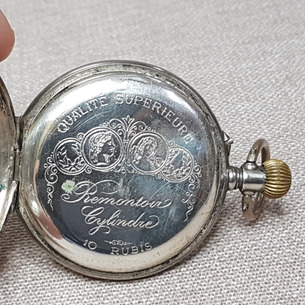 QUALITÉ SUPERIEURE
Remontoir
Cylindre
10 RUBIS